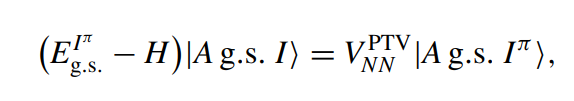 (E_{g.s.}^{I^π} − H)|A g.s. I⟩ = V_{NN}^{PTV}|A g.s. I^π⟩,